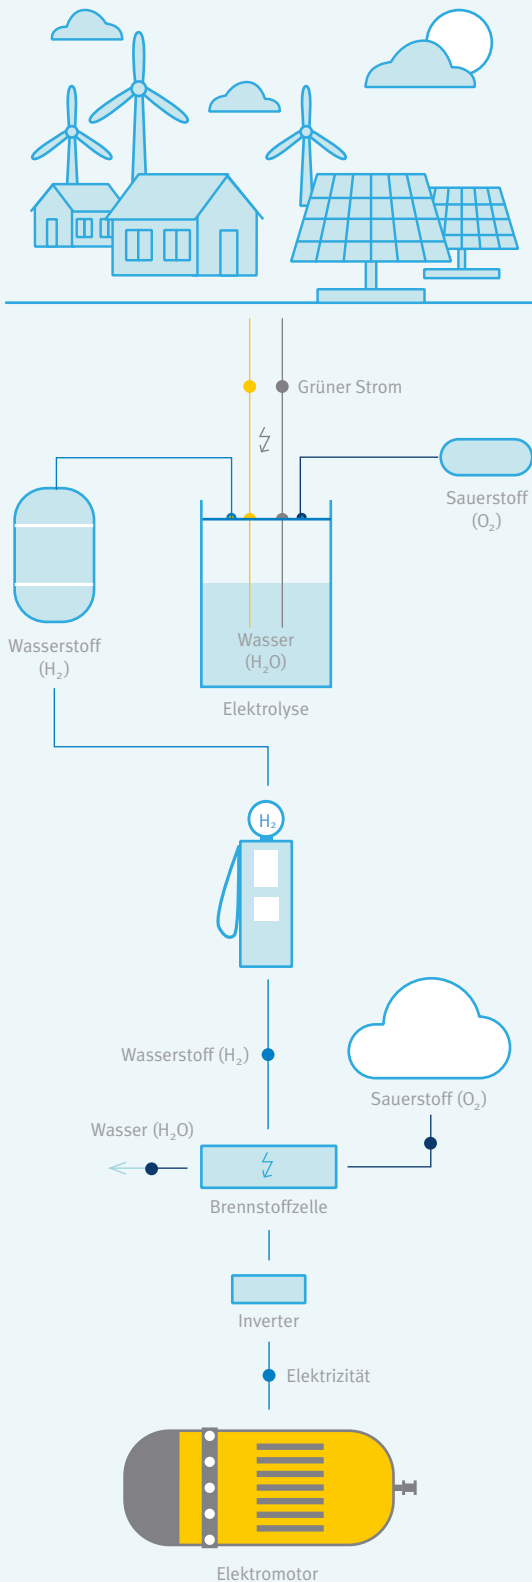 Grüner Strom
Sauerstoff
(O₂)
Wasserstoff
(H₂)
Wasser
(H₂O)
Elektrolyse
H₂
Wasserstoff (H₂)
Sauerstoff (O₂)
Wasser (H₂O)
Brennstoffzelle
Inverter
Elektrizität
Elektromotor